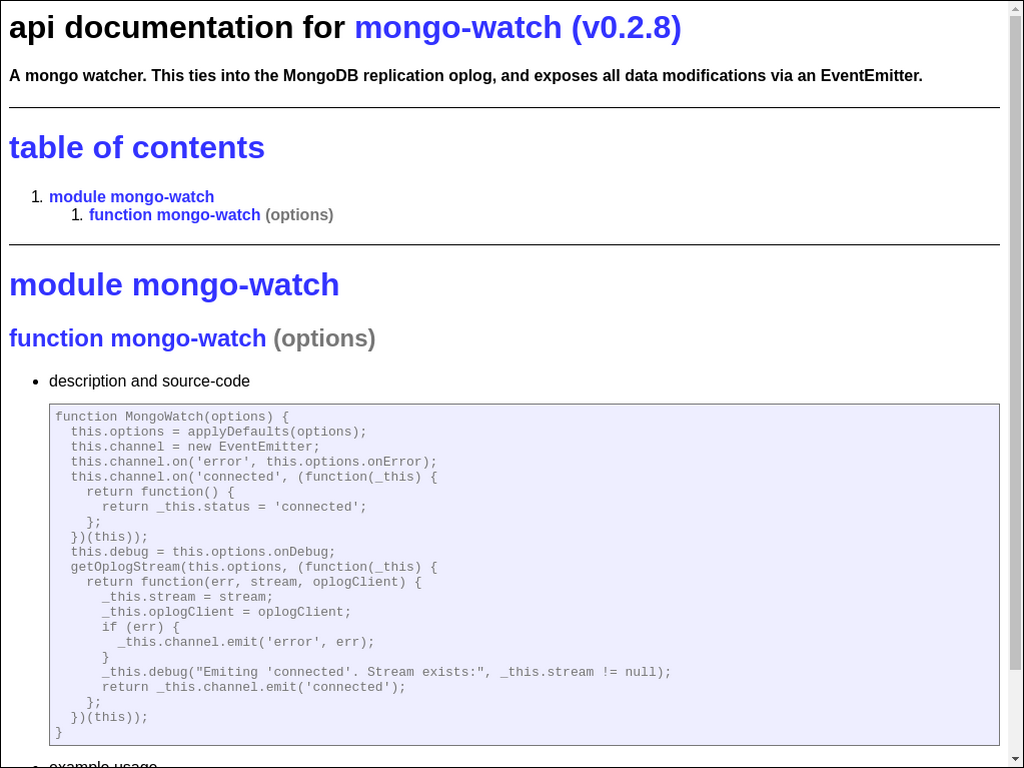 api documentation for mongo-watch (v0.2.8)
A mongo watcher. This ties into the MongoDB replication oplog, and exposes all data modifications via an EventEmitter.
table of contents
1. module mongo-watch
1. function mongo-watch (options)
module mongo-watch
function mongo-watch (options)
• description and source-code
function MongoWatch(options) {
  this.options = applyDefaults(options);
  this.channel = new EventEmitter;
  this.channel.on('error', this.options.onError);
  this.channel.on('connected', (function(_this) {
    return function() {
      return _this.status = 'connected';
    };
  })(this));
  this.debug = this.options.onDebug;
  getOplogStream(this.options, (function(_this) {
    return function(err, stream, oplogClient) {
      _this.stream = stream;
      _this.oplogClient = oplogClient;
      if (err) {
        _this.channel.emit('error', err);
      }
      _this.debug("Emiting 'connected'. Stream exists:", _this.stream != null);
      return _this.channel.emit('connected');
    };
  })(this));
}
• example usage